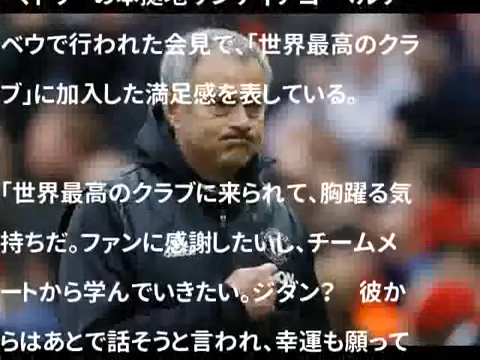 ベウで行われた会見で、「世界最高のクラ
ブ」に加入した満足感を表している。
「世界最高のクラブに来られて、胸躍る気
持ちだ。ファンに感謝したいし、チームメ
ートから学んでいきたい。ジダン？　彼か
らはあとで話そうと言われ、幸運も願って